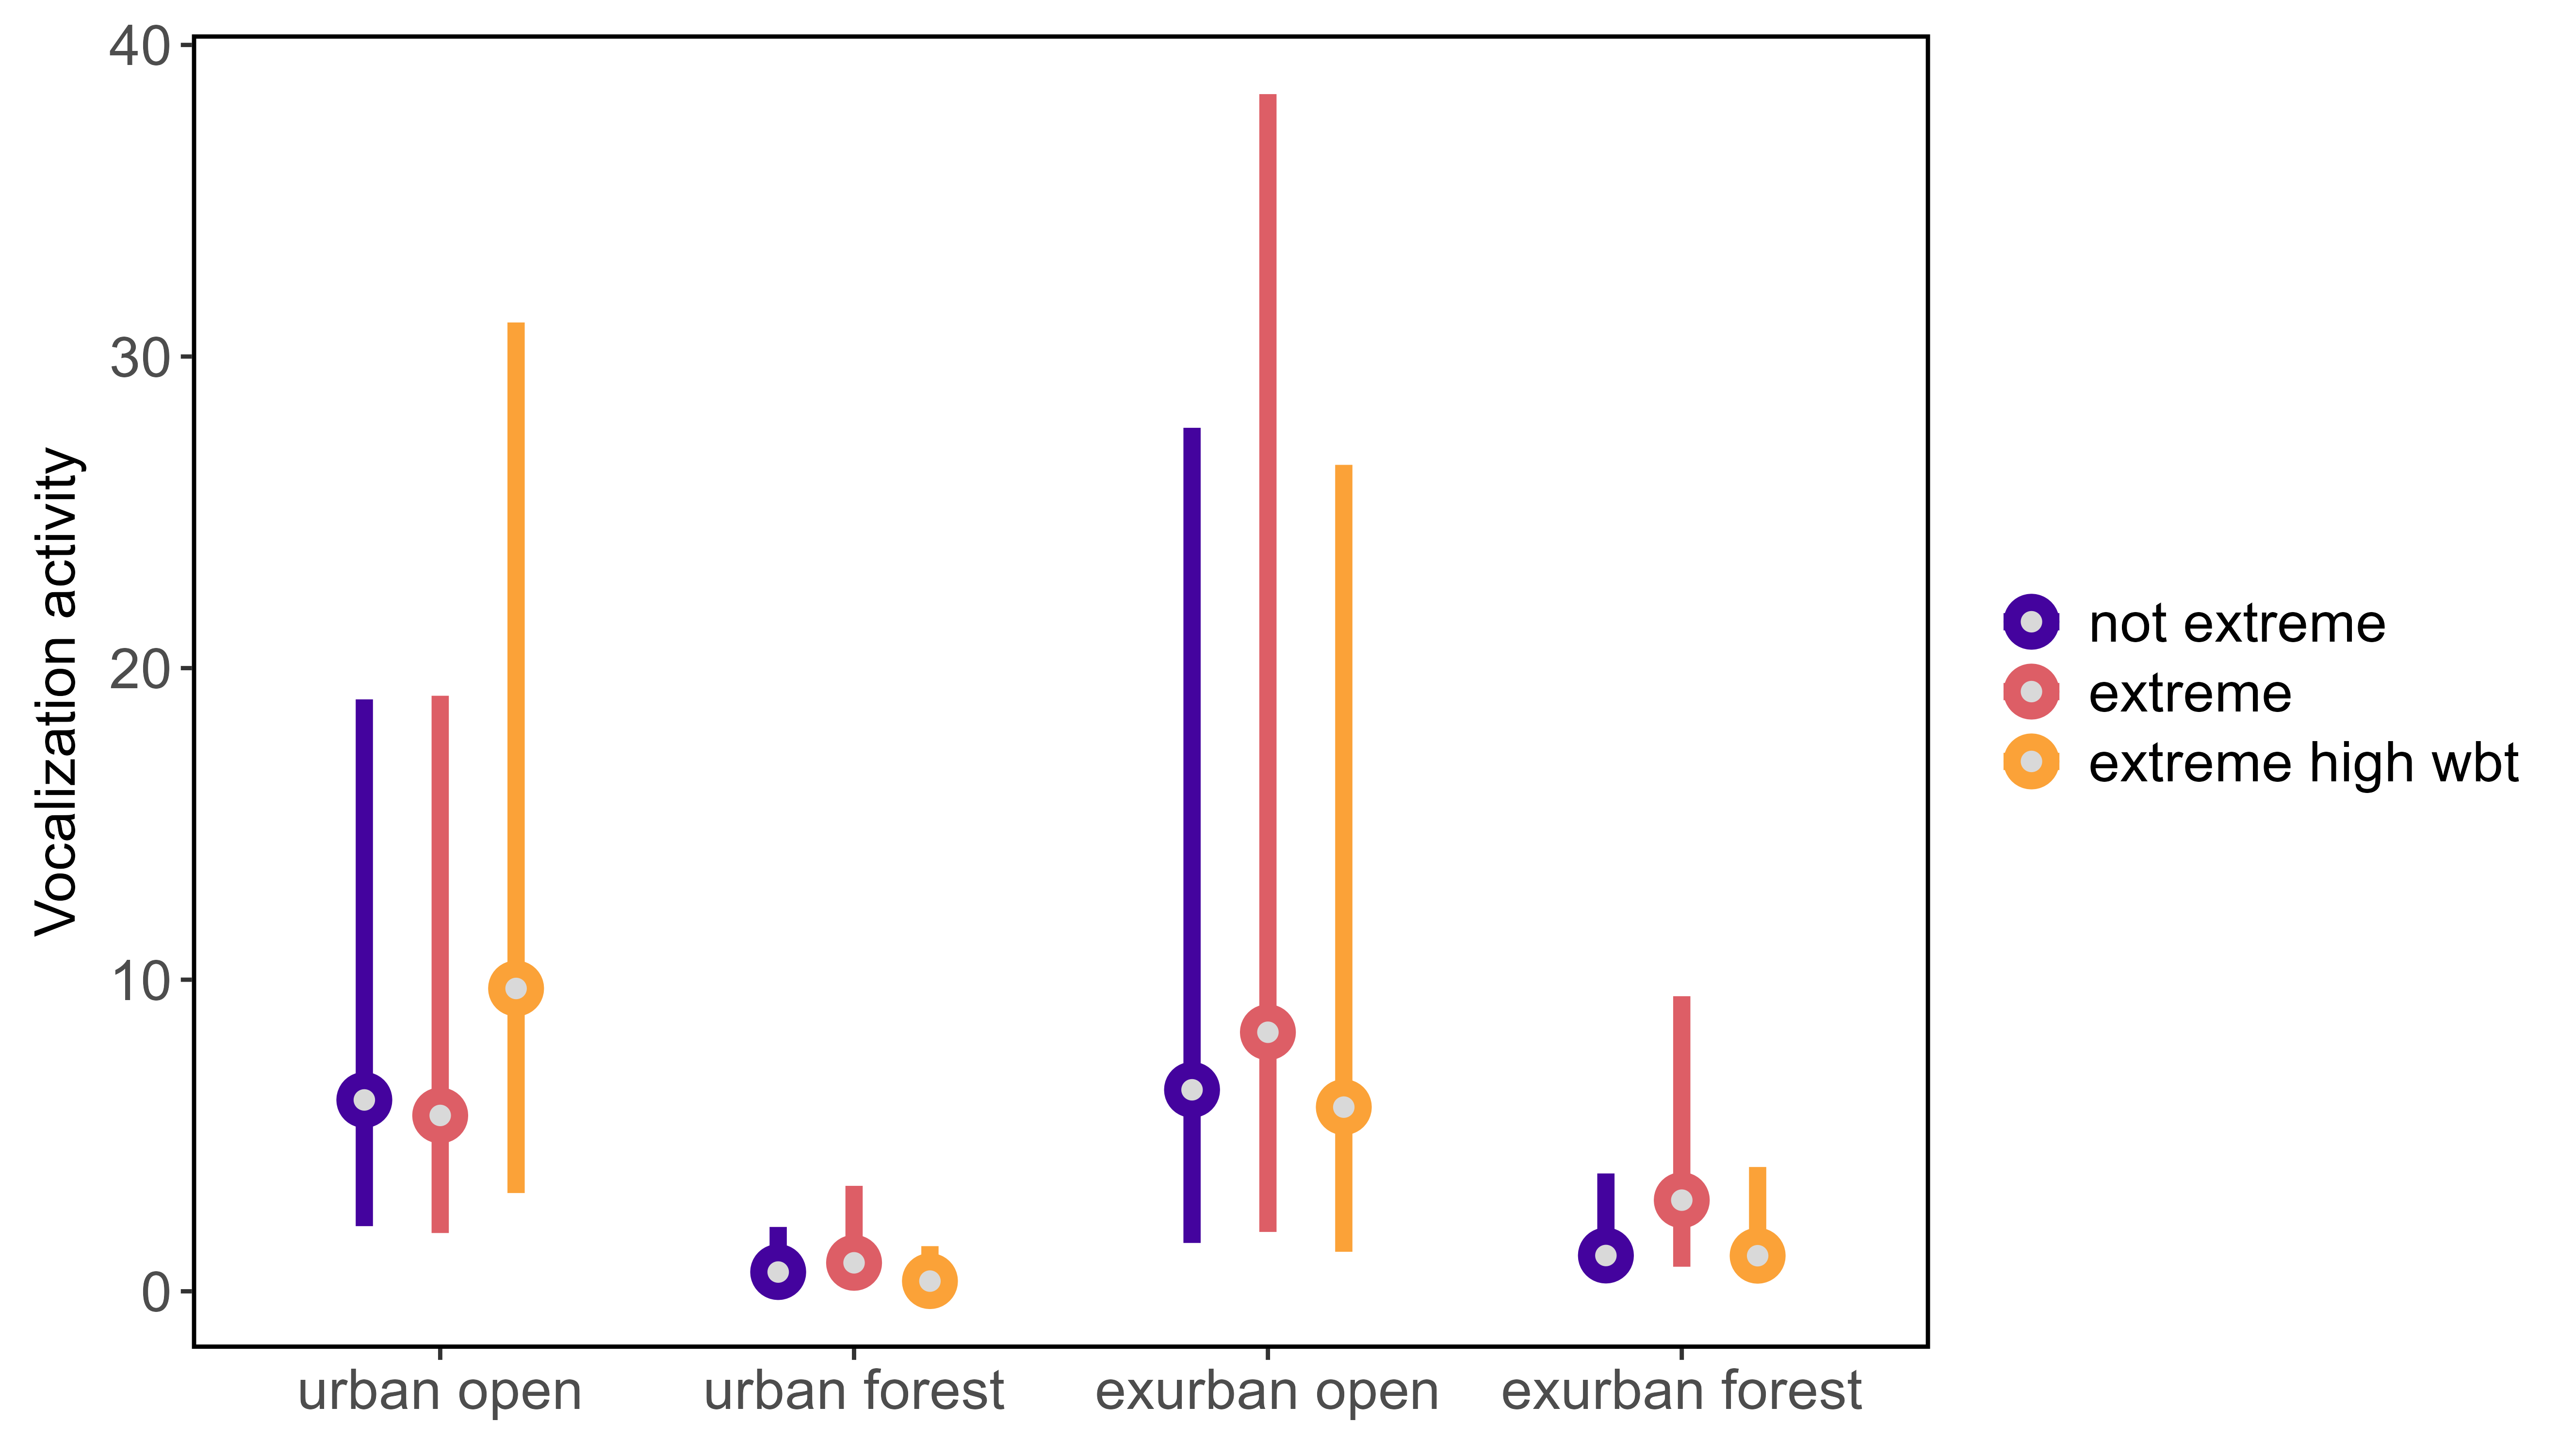 Vocalization activity
40
30
20
10
0
urban open
urban forest
exurban open
exurban forest
not extreme
extreme
extreme high wbt